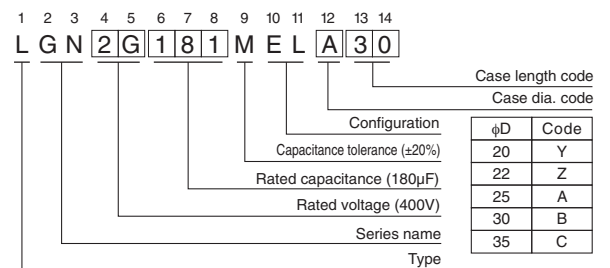 1 2 3 4 5 6 7 8 9 10 11 12 13 14
L G N 2 G 1 8 1 M E L A 3 0
Case length code
Case dia. code
Configuration
Capacitance tolerance (±20%)
Rated capacitance (180µF)
Rated voltage (400V)
Series name
Type
ϕD Code
20 Y
22 Z
25 A
30 B
35 C